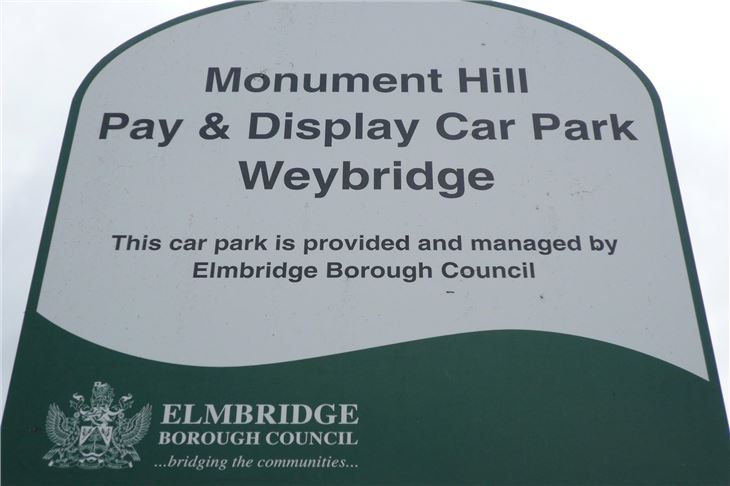 Monument Hill
Pay & Display Car Park
Weybridge
This car park is provided and managed by
Elmbridge Borough Council
ELMBRIDGE
BOROUGH COUNCIL
...bridging the communities...